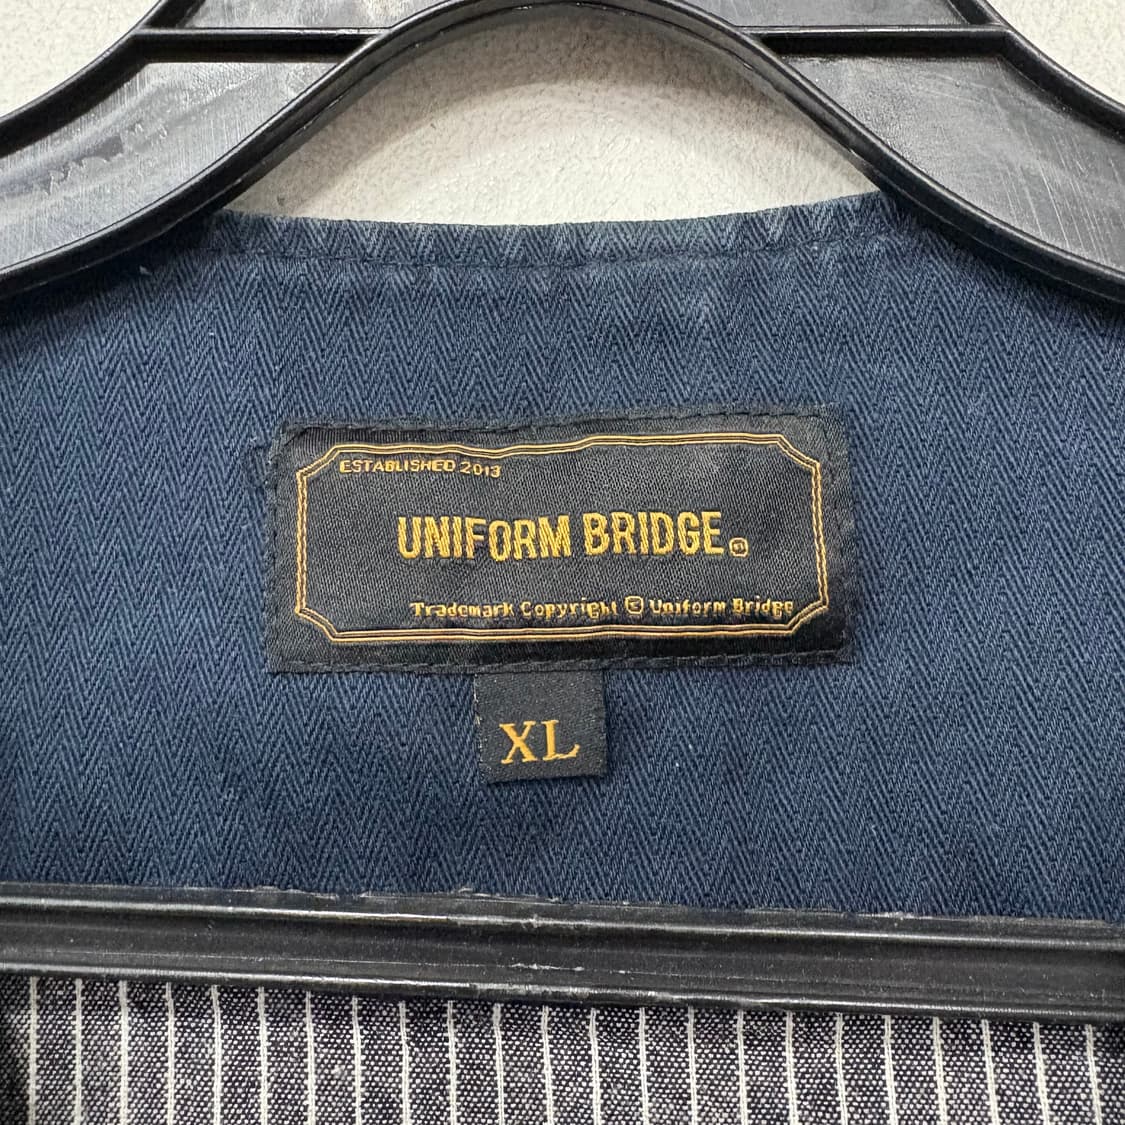 ESTABLISHED 2013
UNIFORM BRIDGE®
Trademark Copyright © Uniform Bridge
XL